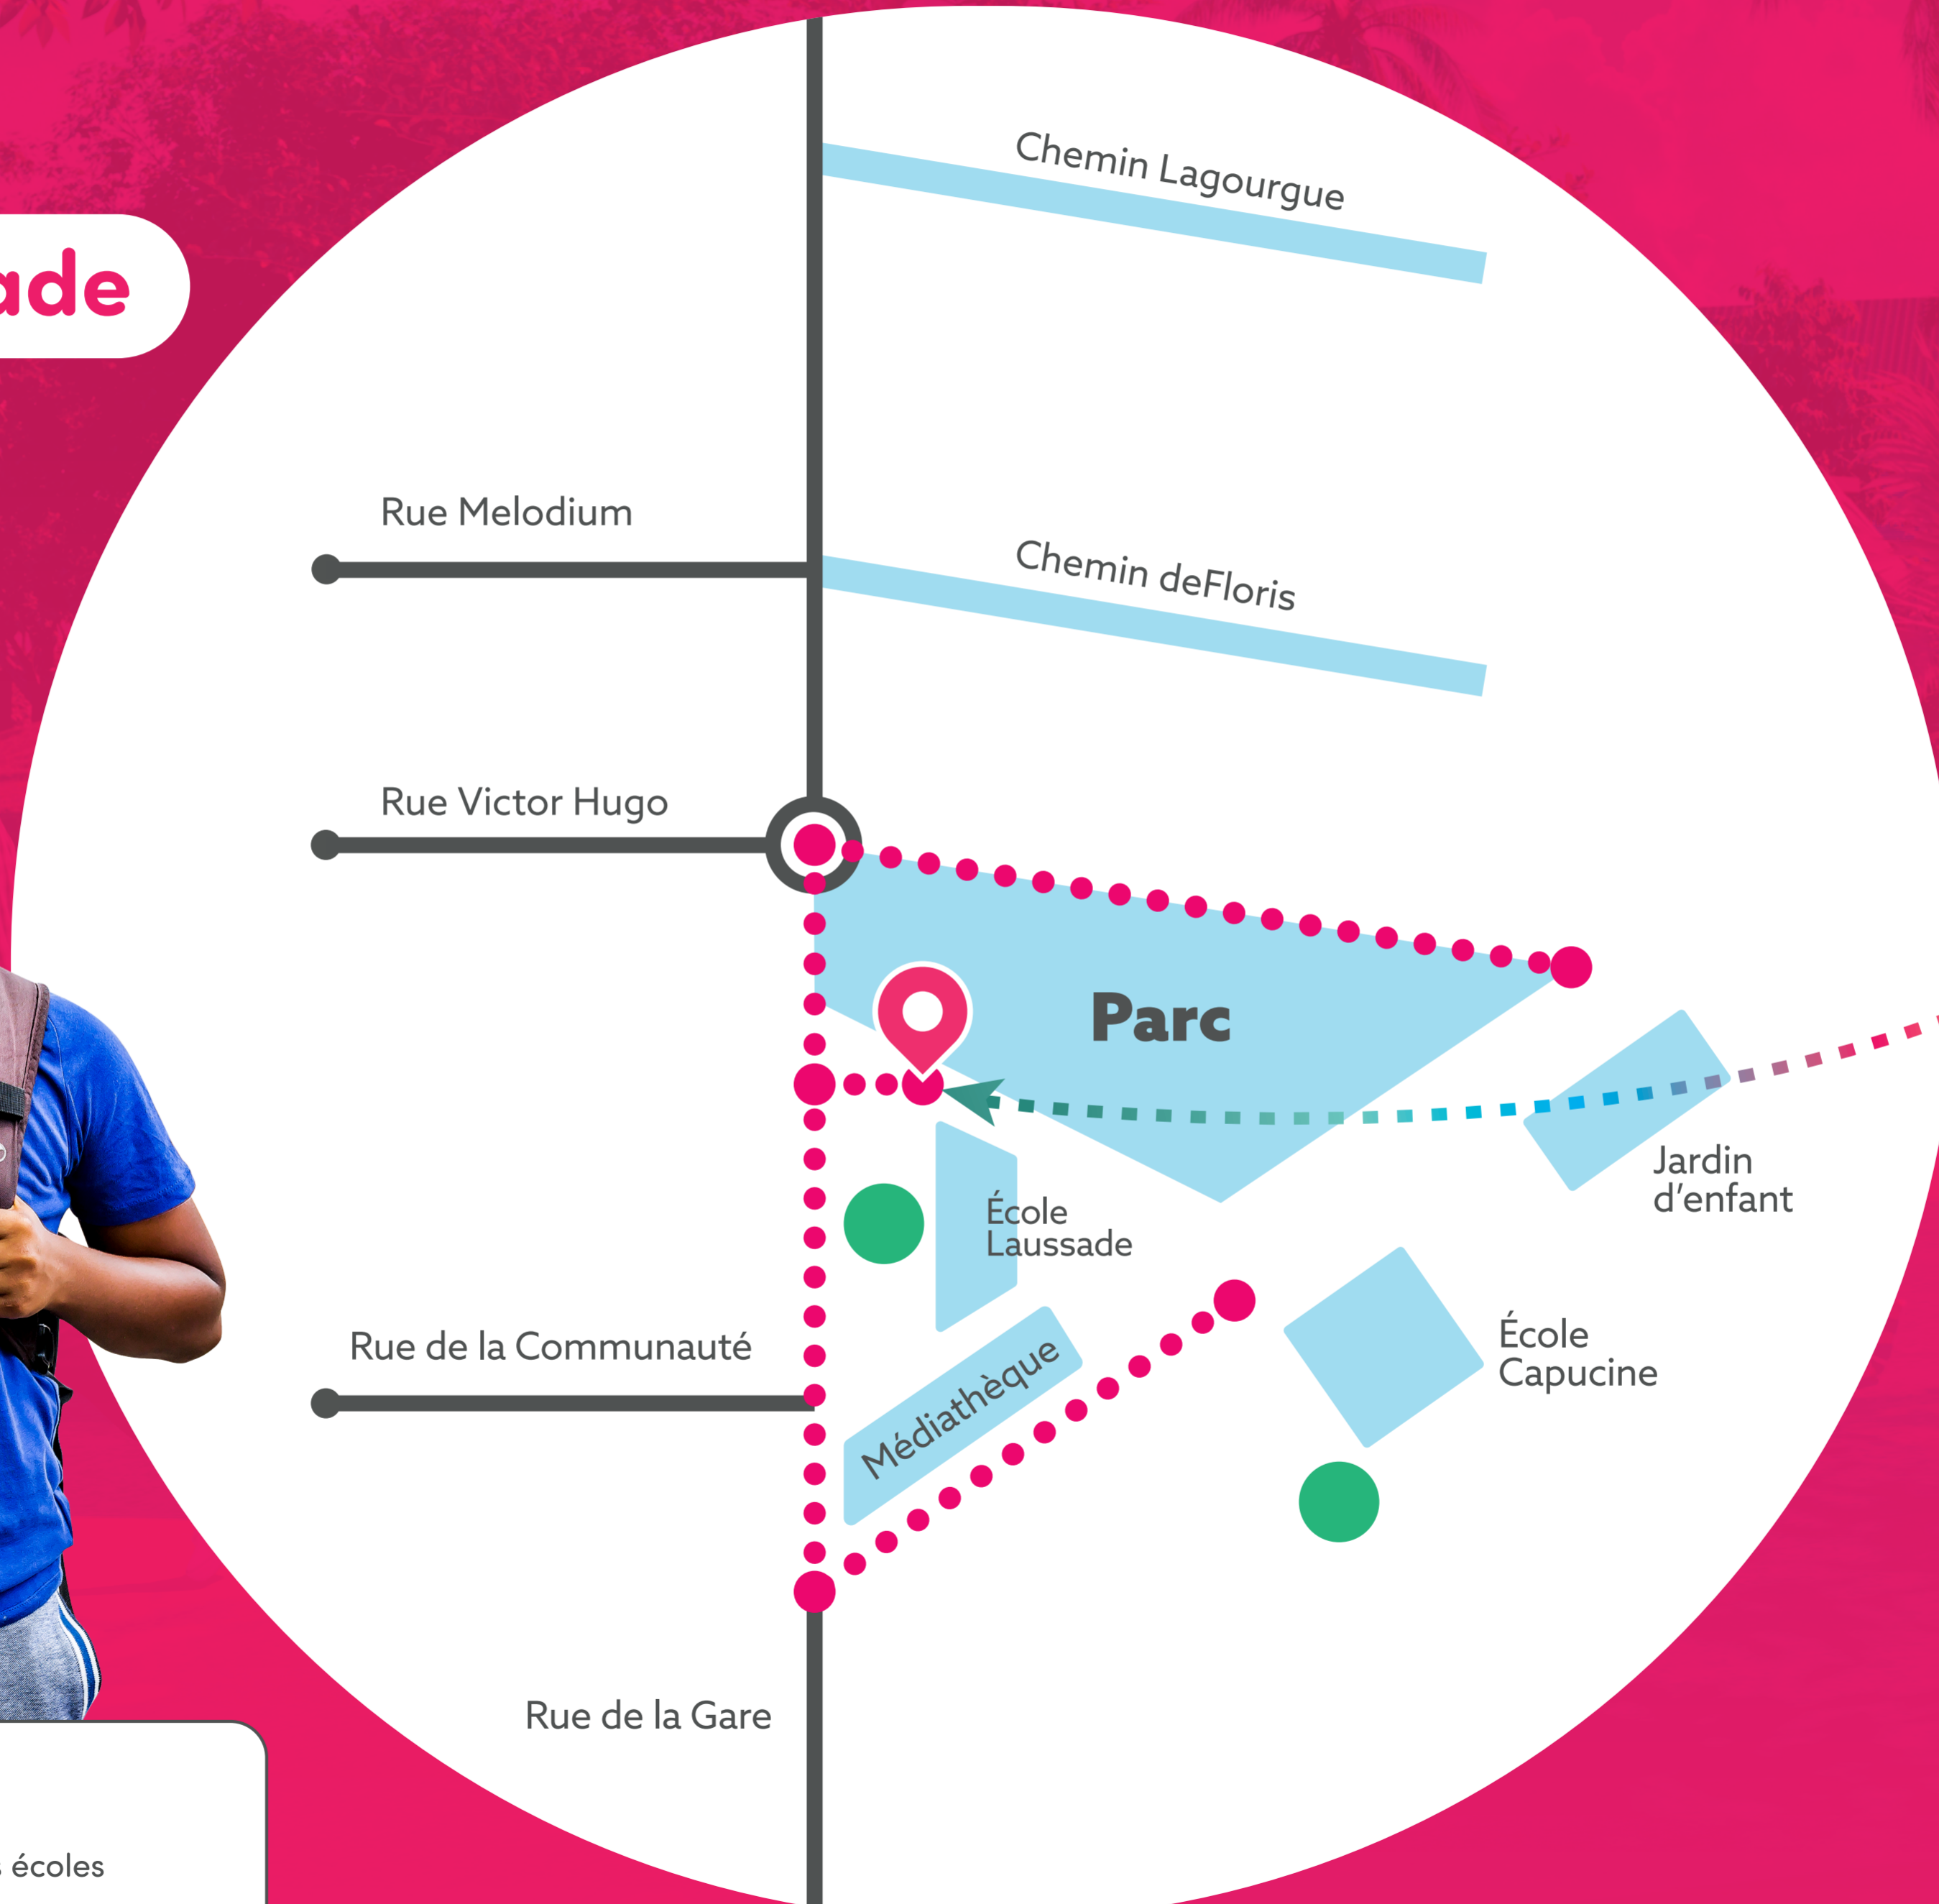 Chemin Lagourgue
ade
Rue Melodium
Chemin deFloris
Rue Victor Hugo
Parc
Jardin
d'enfant
École
Laussade
Rue de la Communauté
École
Capucine
Médiathèque
Rue de la Gare
écoles